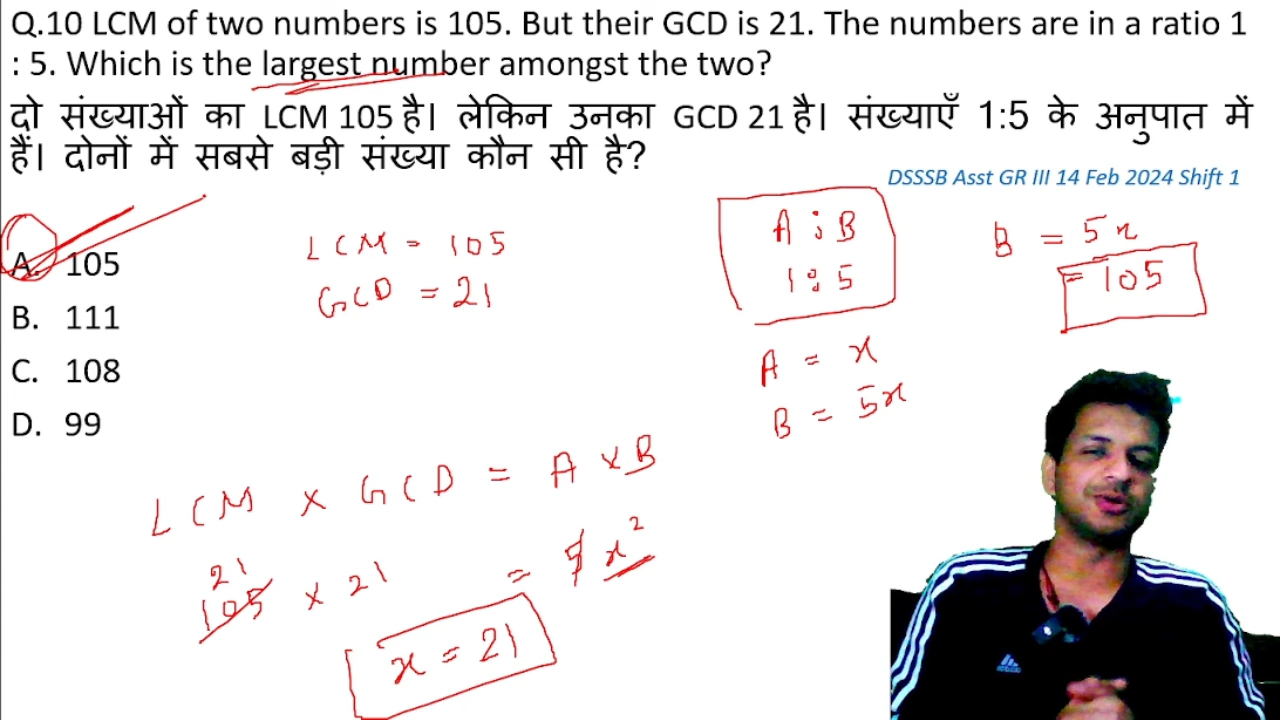 Q.10 LCM of two numbers is 105. But their GCD is 21. The numbers are in a ratio 1
: 5. Which is the largest number amongst the two?
दो संख्याओं का LCM 105 है। लेकिन उनका GCD 21 है। संख्याएँ 1:5 के अनुपात में
हैं। दोनों में सबसे बड़ी संख्या कौन सी है?
DSSSB Asst GR III 14 Feb 2024 Shift 1
A. 105
B. 111
C. 108
D. 99
LCM = 105
GCD = 21
A : B
1 : 5
A = x
B = 5x
B = 5x
= 105
LCM x GCD = A x B
21
105 x 21 = 5x²
x = 21
adidas